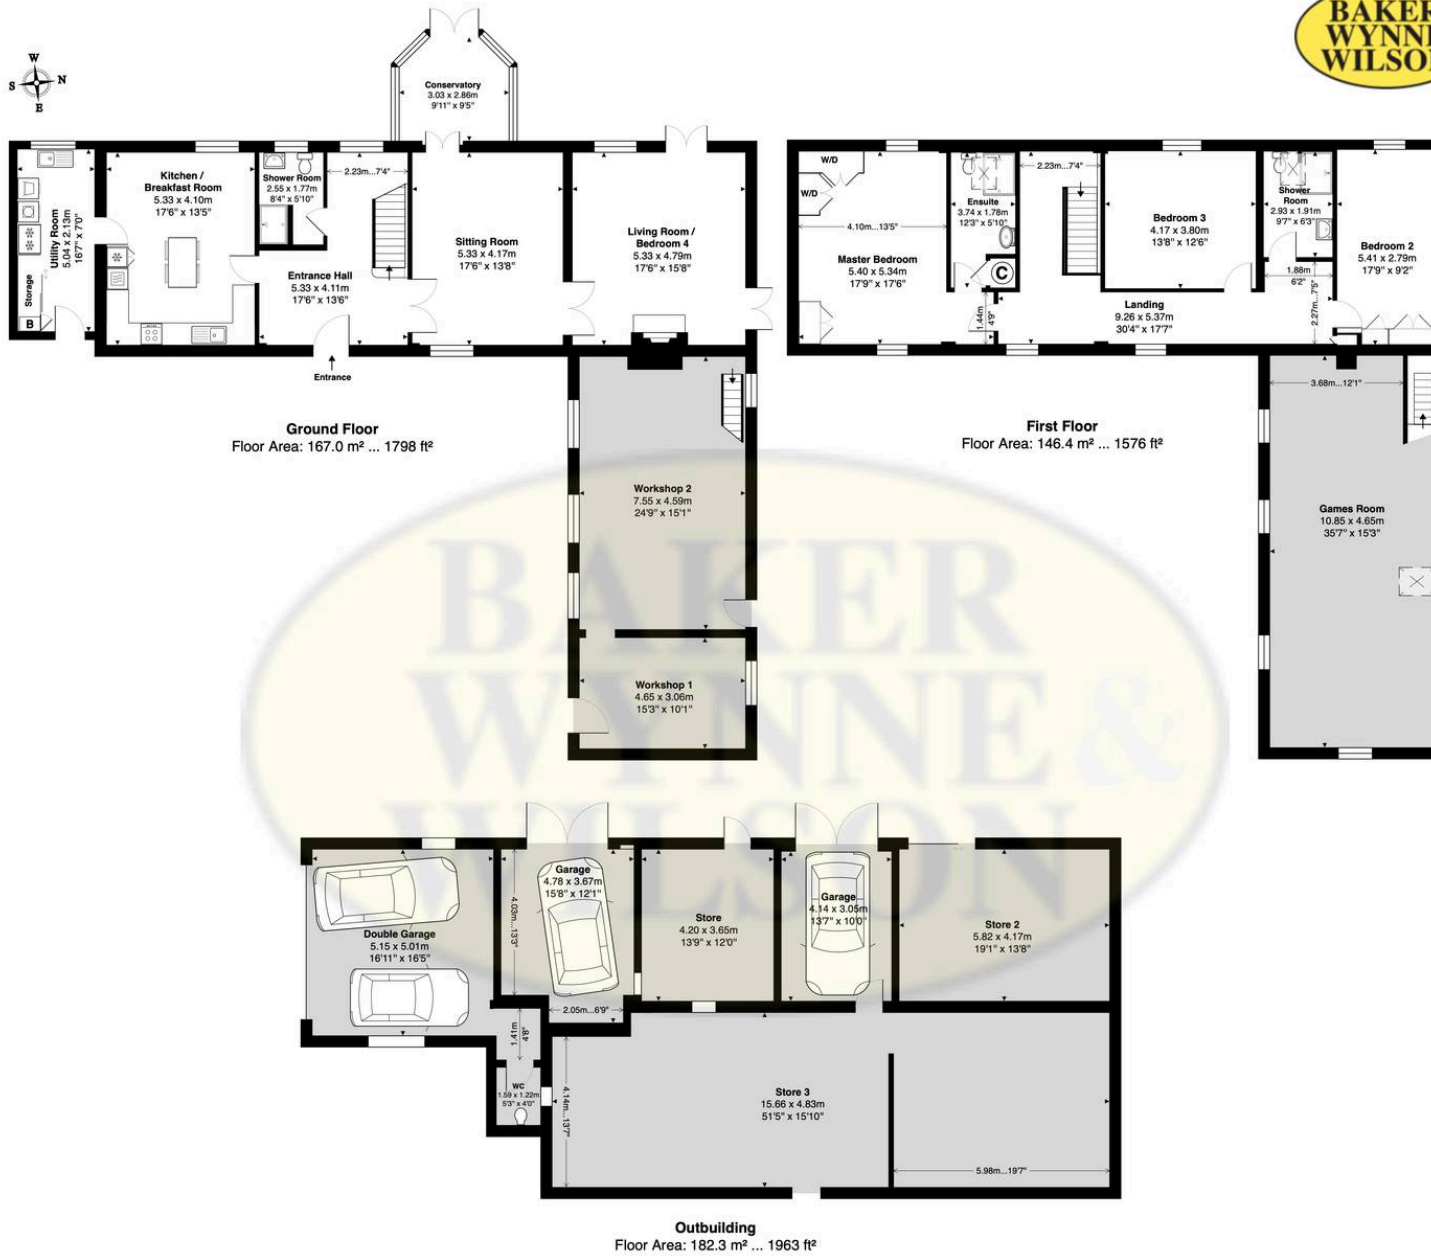 BAKER
WYNNE
WILSON
W
S
N
E
Conservatory
3.03 x 2.86m
9'11" x 9'5"
Utility Room
5.04 x 2.13m
16'7" x 7'0"
Storage
B
Kitchen /
Breakfast Room
5.33 x 4.10m
17'6" x 13'5"
Shower Room
2.55 x 1.77m
8'4" x 5'10"
2.23m...7'4"
Entrance Hall
5.33 x 4.11m
17'6" x 13'6"
Entrance
Sitting Room
5.33 x 4.17m
17'6" x 13'8"
Living Room /
Bedroom 4
5.33 x 4.79m
17'6" x 15'8"
Workshop 2
7.55 x 4.59m
24'9" x 15'1"
Workshop 1
4.65 x 3.06m
15'3" x 10'1"
Ground Floor
Floor Area: 167.0 m² ... 1798 ft²
W/D
W/D
4.10m...13'5"
Master Bedroom
5.40 x 5.34m
17'9" x 17'6"
Ensuite
3.74 x 1.78m
12'3" x 5'10"
C
1.44m
4'9"
2.23m...7'4"
Bedroom 3
4.17 x 3.80m
13'8" x 12'6"
Landing
9.26 x 5.37m
30'4" x 17'7"
Shower
Room
2.93 x 1.91m
9'7" x 6'3"
1.88m
6'2"
2.27m...7'5"
Bedroom 2
5.41 x 2.79m
17'9" x 9'2"
First Floor
Floor Area: 146.4 m² ... 1576 ft²
3.68m...12'1"
Games Room
10.85 x 4.65m
35'7" x 15'3"
BAKER
WYNNE &
WILSON
Double Garage
5.15 x 5.01m
16'11" x 16'5"
Garage
4.78 x 3.67m
15'8" x 12'1"
4.03m...13'3"
2.05m...6'9"
1.41m
4'8"
WC
1.59 x 1.22m
5'3" x 4'0"
Store
4.20 x 3.65m
13'9" x 12'0"
Garage
4.14 x 3.05m
13'7" x 10'0"
Store 2
5.82 x 4.17m
19'1" x 13'8"
4.14m...13'7"
Store 3
15.66 x 4.83m
51'5" x 15'10"
5.98m...19'7"
Outbuilding
Floor Area: 182.3 m² ... 1963 ft²